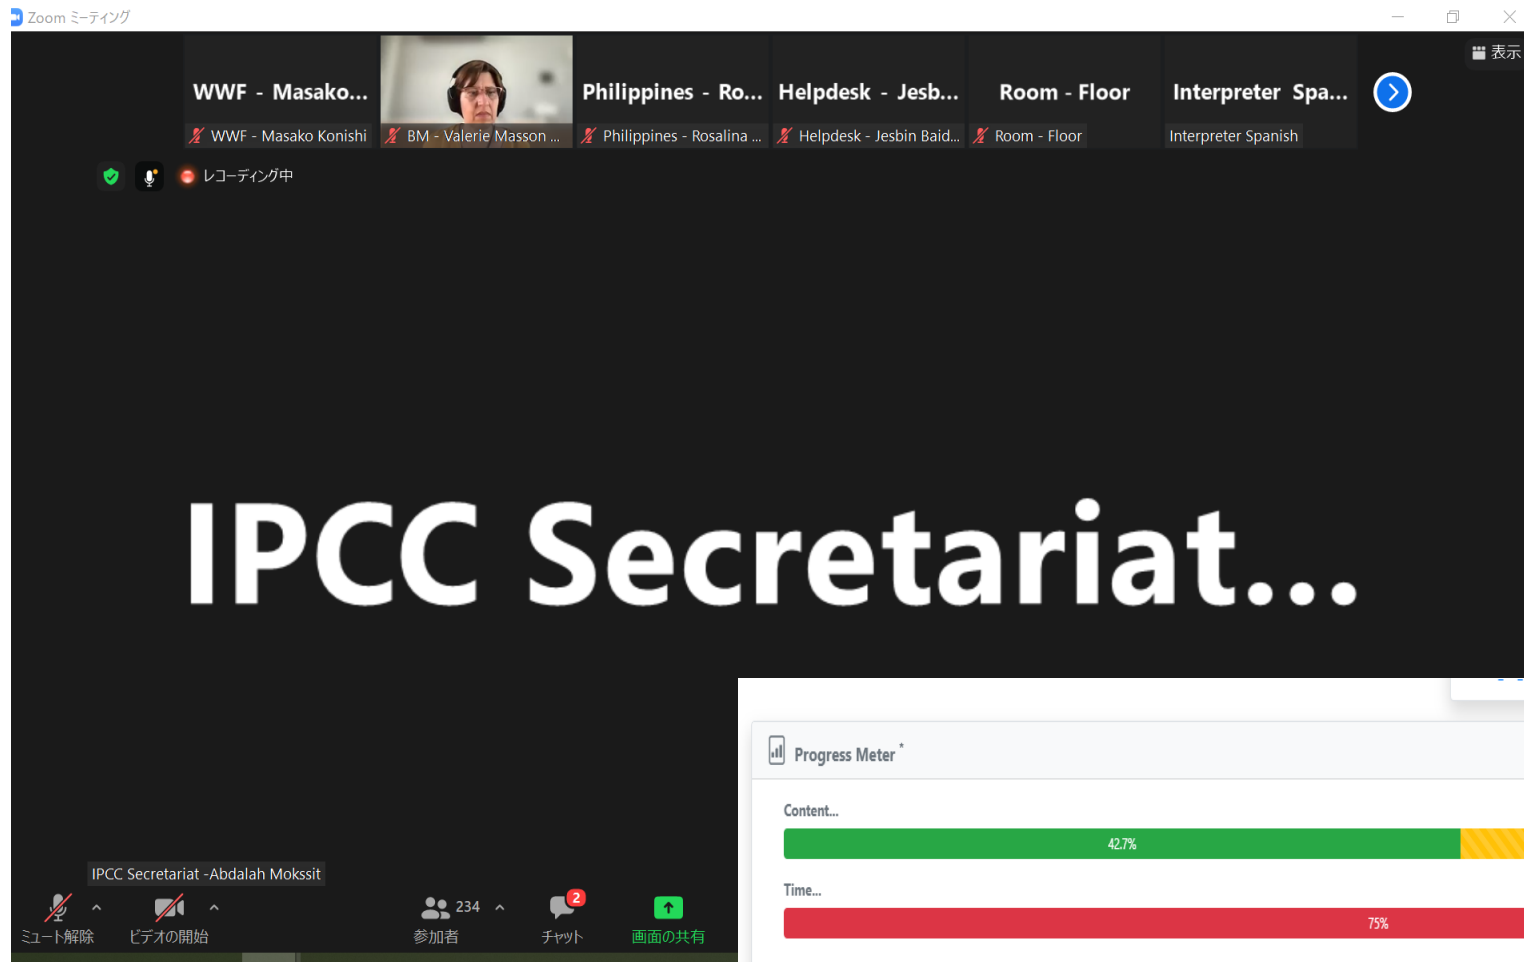 Zoom ミーティング
表示
WWF - Masako...
Philippines - Ro...
Helpdesk - Jesb...
Room - Floor
Interpreter Spa...
WWF - Masako Konishi
BM - Valerie Masson ...
Philippines - Rosalina ...
Helpdesk - Jesbin Baid...
Room - Floor
Interpreter Spanish
レコーディング中
IPCC Secretariat...
Progress Meter *
Content...
42.7%
Time...
75%
IPCC Secretariat -Abdalah Mokssit
234
2
ミュート解除
ビデオの開始
参加者
チャット
画面の共有